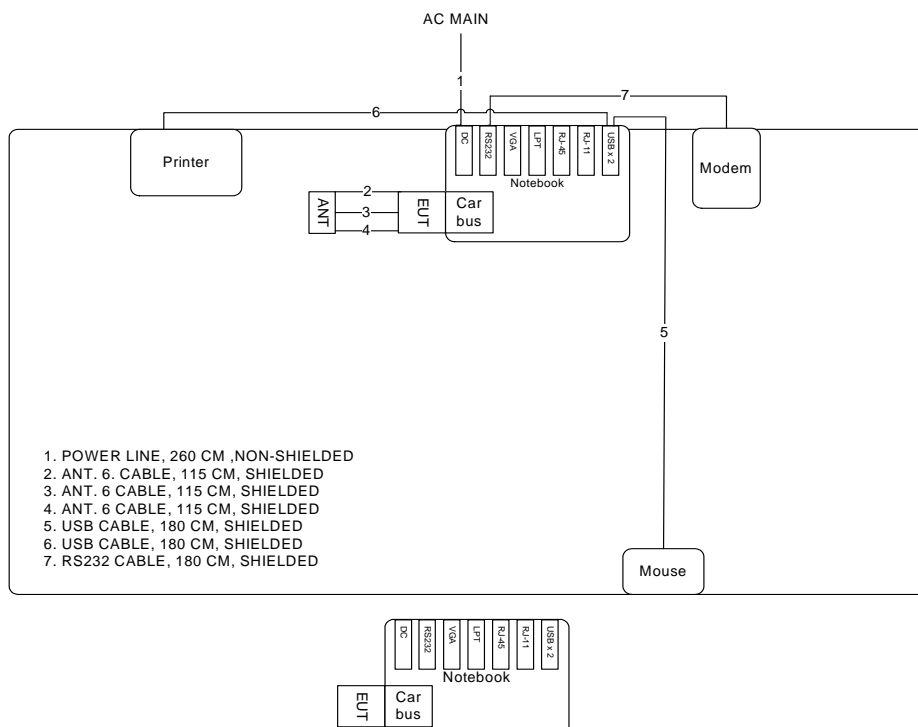 AC MAIN
1
6
7
DC
RS232
VGA
LPT
RJ-45
RJ-11
USB x 2
Printer
Notebook
Modem
ANT
2
3
4
EUT
Car
bus
5
1. POWER LINE, 260 CM ,NON-SHIELDED
2. ANT. 6. CABLE, 115 CM, SHIELDED
3. ANT. 6 CABLE, 115 CM, SHIELDED
4. ANT. 6 CABLE, 115 CM, SHIELDED
5. USB CABLE, 180 CM, SHIELDED
6. USB CABLE, 180 CM, SHIELDED
7. RS232 CABLE, 180 CM, SHIELDED
Mouse
DC
RS232
VGA
LPT
RJ-45
RJ-11
USB x 2
Notebook
EUT
Car
bus